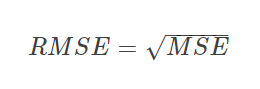 RMSE = √MSE